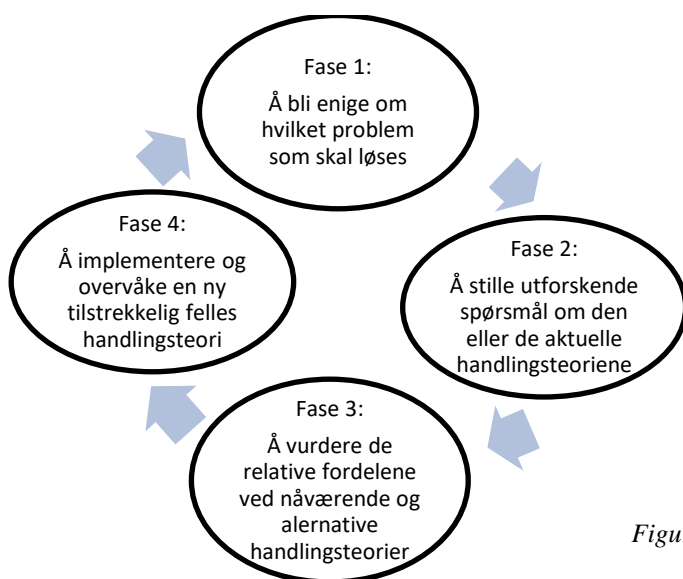 Fase 1:
Å bli enige om
hvilket problem
som skal løses
Fase 2:
Å stille utforskende
spørsmål om den
eller de aktuelle
handlingsteoriene
Fase 3:
Å vurdere de
relative fordelene
ved nåværende og
alernative
handlingsteorier
Fase 4:
Å implementere og
overvåke en ny
tilstrekkelig felles
handlingsteori